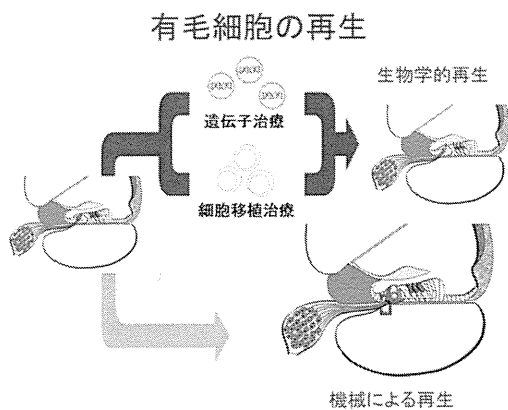 有毛細胞の再生
生物学的再生
遺伝子治療
細胞移植治療
機械による再生